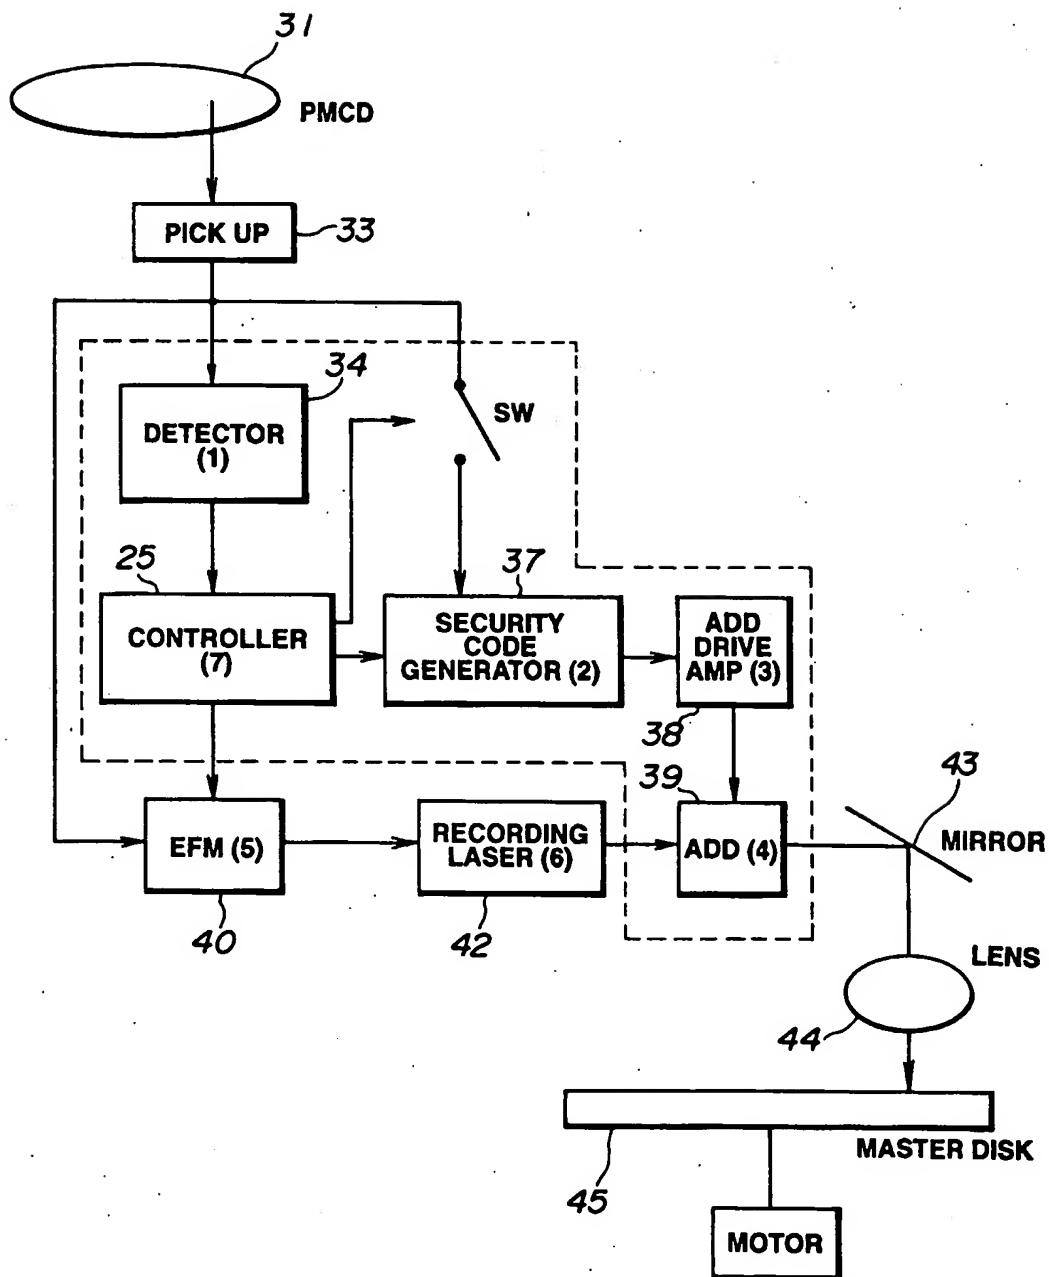 31
PMCD
PICK UP
33
34
DETECTOR
(1)
SW
25
CONTROLLER
(7)
37
SECURITY
CODE
GENERATOR (2)
ADD
DRIVE
AMP (3)
38
39
43
MIRROR
EFM (5)
RECORDING
LASER (6)
ADD (4)
40
42
LENS
44
MASTER DISK
45
MOTOR